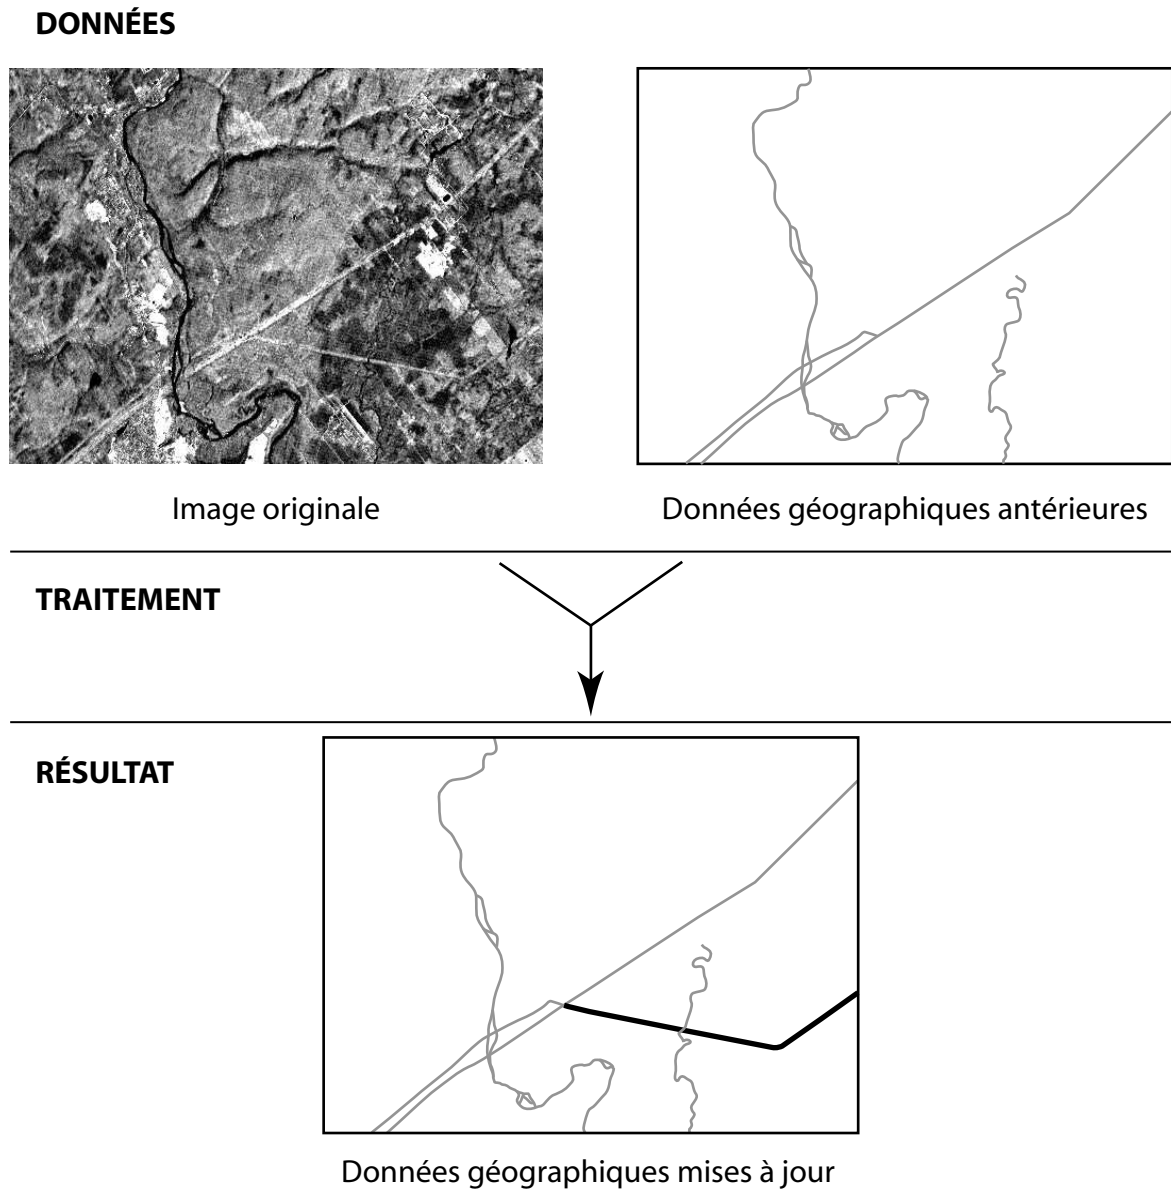 DONNÉES
Image originale
Données géographiques antérieures
TRAITEMENT
RÉSULTAT
Données géographiques mises à jour